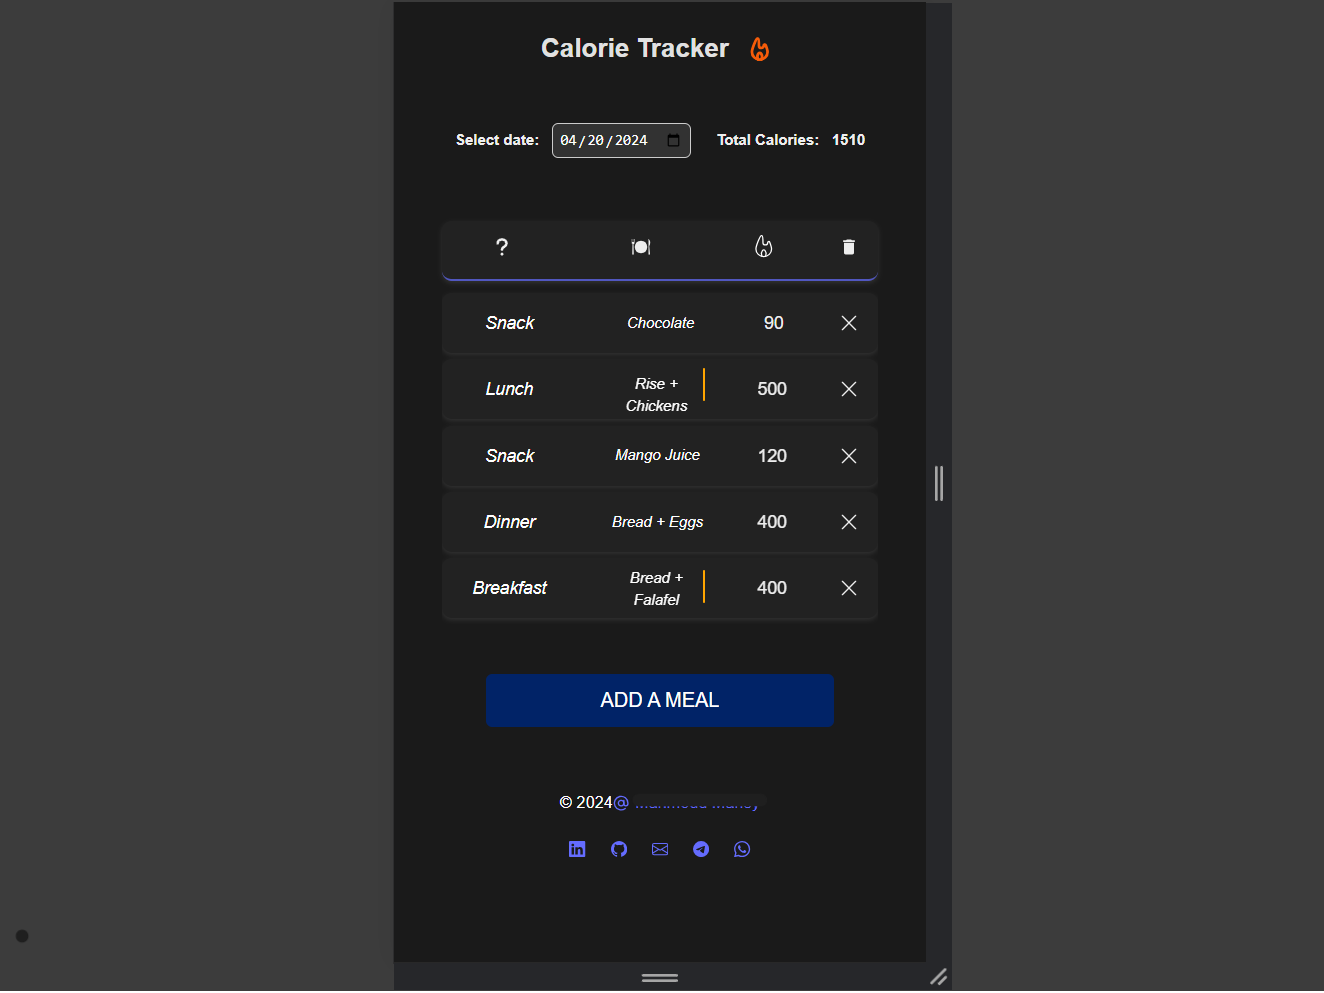 Calorie Tracker
Select date: 04/20/2024 Total Calories: 1510
?
Snack Chocolate 90
Lunch Rise + Chickens 500
Snack Mango Juice 120
Dinner Bread + Eggs 400
Breakfast Bread + Falafel 400
ADD A MEAL
© 2024@